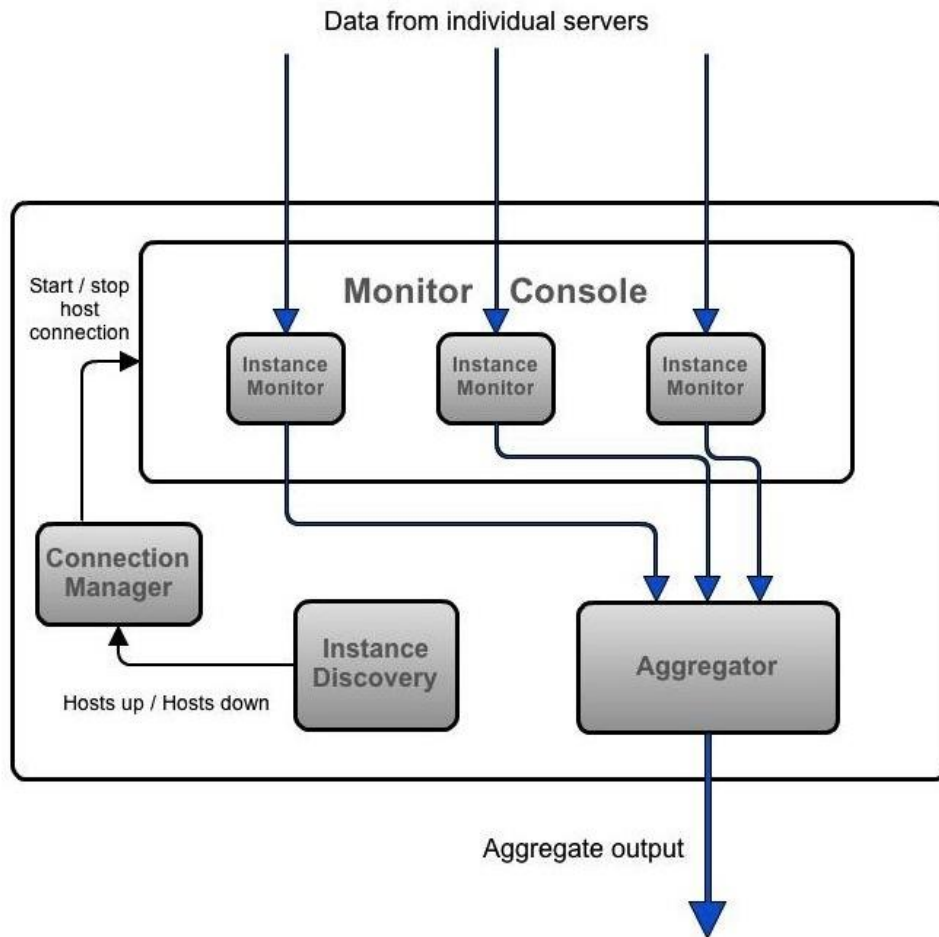 Data from individual servers
Start / stop
host
connection
Monitor Console
Instance
Monitor
Instance
Monitor
Instance
Monitor
Connection
Manager
Instance
Discovery
Aggregator
Hosts up / Hosts down
Aggregate output